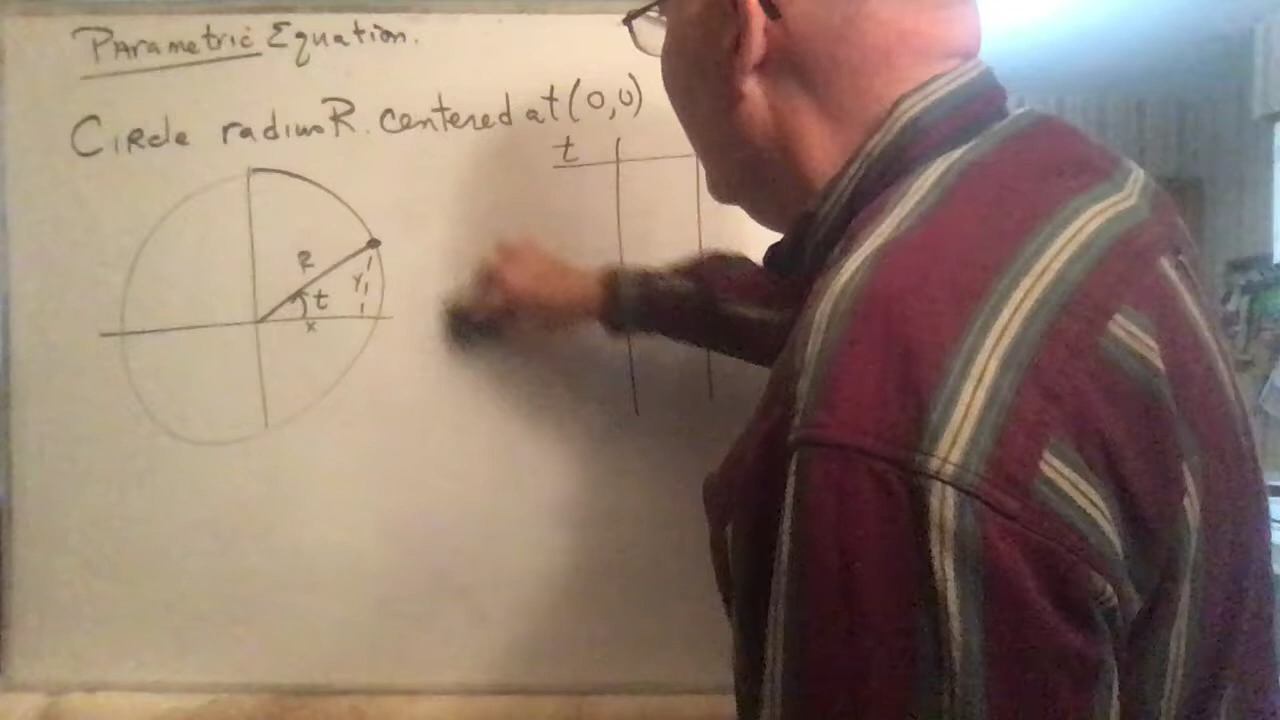 Parametric Equation.
Circle radius R. centered at (0,0)
t
R
y
t
x